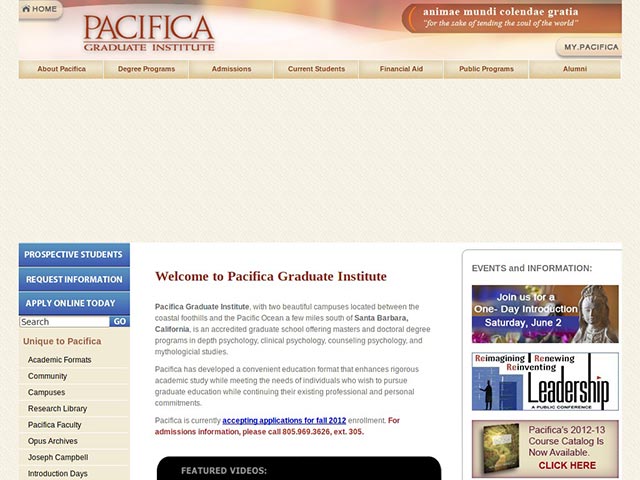 HOME
PACIFICA
GRADUATE INSTITUTE
animae mundi colendae gratia
"for the sake of tending the soul of the world"
MY.PACIFICA
About Pacifica
Degree Programs
Admissions
Current Students
Financial Aid
Public Programs
Alumni
PROSPECTIVE STUDENTS
REQUEST INFORMATION
APPLY ONLINE TODAY
Search GO
Unique to Pacifica
Academic Formats
Community
Campuses
Research Library
Pacifica Faculty
Opus Archives
Joseph Campbell
Introduction Days
Welcome to Pacifica Graduate Institute
Pacifica Graduate Institute, with two beautiful campuses located between the
coastal foothills and the Pacific Ocean a few miles south of Santa Barbara,
California, is an accredited graduate school offering masters and doctoral degree
programs in depth psychology, clinical psychology, counseling psychology, and
mythologicial studies.
Pacifica has developed a convenient education format that enhances rigorous
academic study while meeting the needs of individuals who wish to pursue
graduate education while continuing their existing professional and personal
commitments.
Pacifica is currently accepting applications for fall 2012 enrollment. For
admissions information, please call 805.969.3626, ext. 305.
FEATURED VIDEOS:
EVENTS and INFORMATION:
Join us for a
One- Day Introduction
Saturday, June 2
Reimagining Renewing
Reinventing
Leadership
A PUBLIC CONFERENCE
Pacifica's 2012-13
Course Catalog Is
Now Available.
CLICK HERE